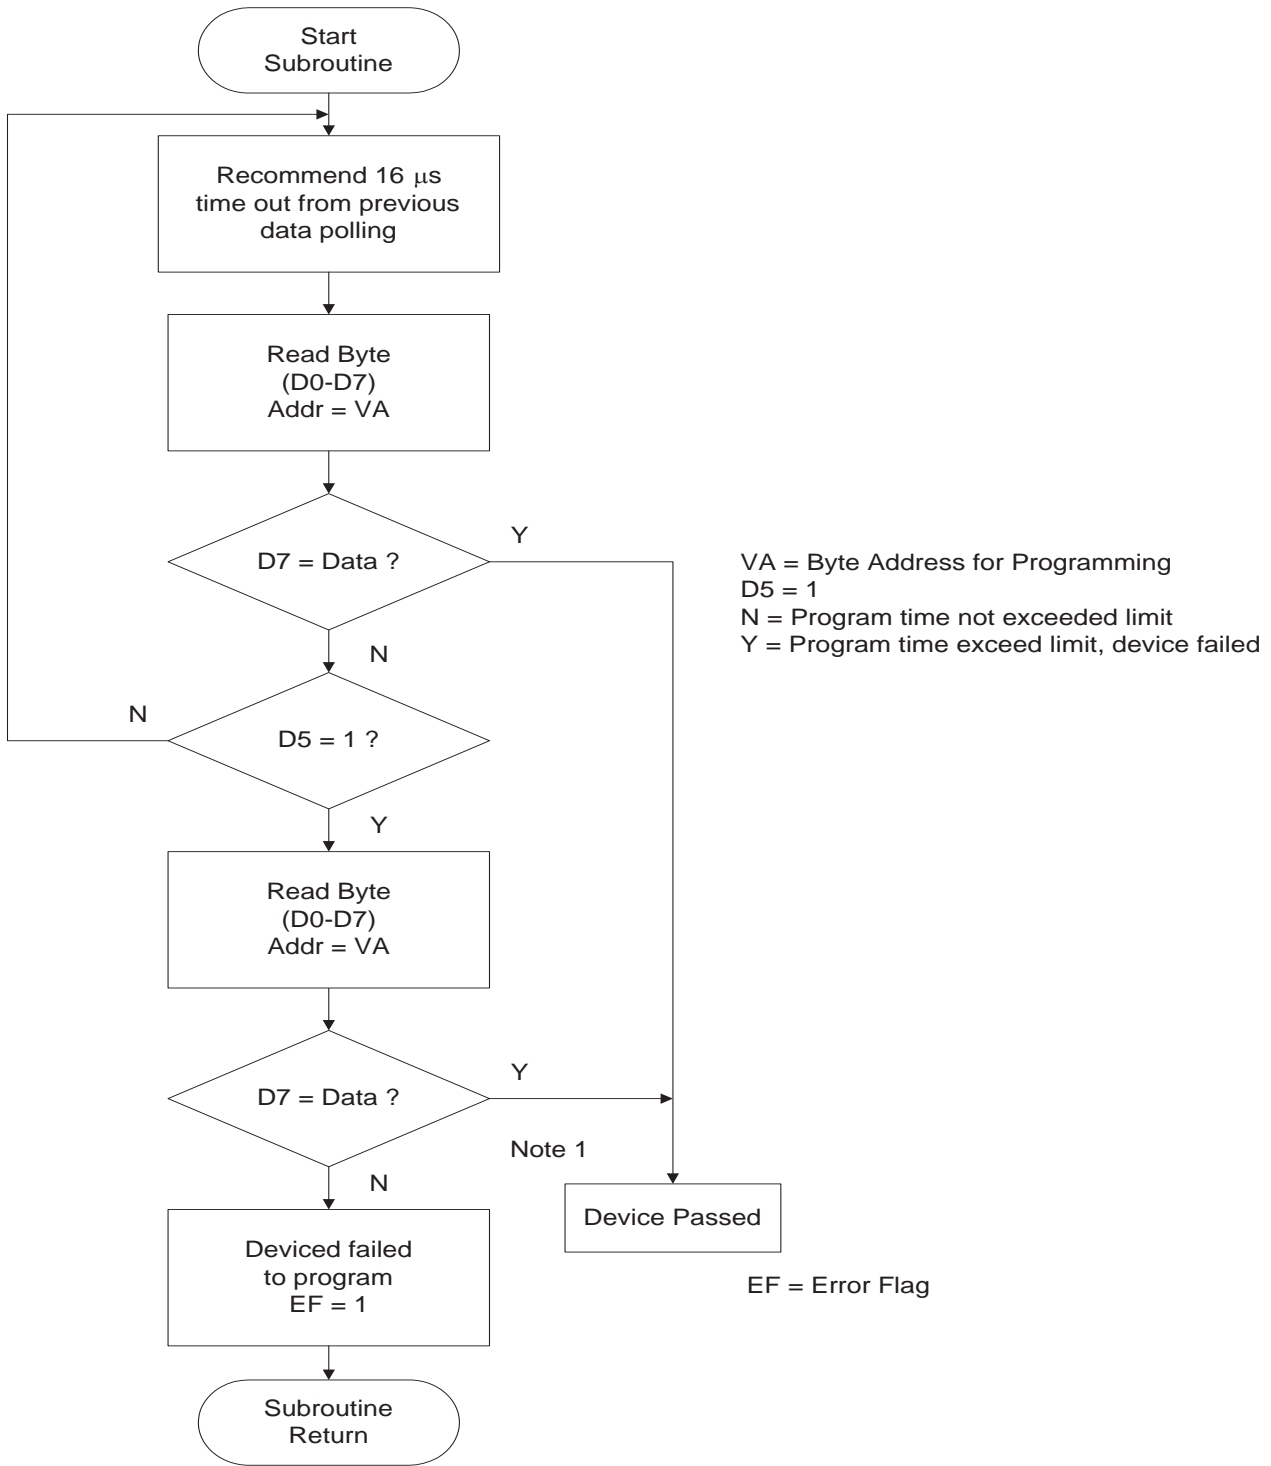 Start
Subroutine
Recommend 16 μs
time out from previous
data polling
Read Byte
(D0-D7)
Addr = VA
D7 = Data ?
Y
N
VA = Byte Address for Programming
D5 = 1
N = Program time not exceeded limit
Y = Program time exceed limit, device failed
D5 = 1 ?
N
Y
Read Byte
(D0-D7)
Addr = VA
D7 = Data ?
Y
Note 1
N
Device Passed
Deviced failed
to program
EF = 1
EF = Error Flag
Subroutine
Return